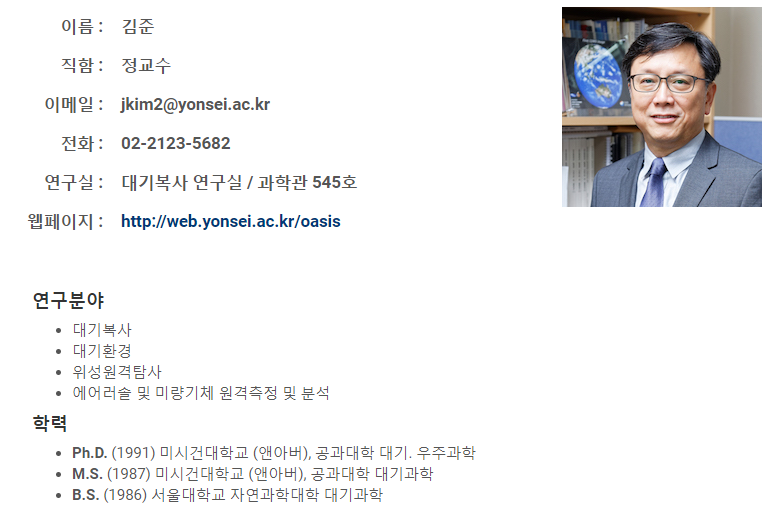 이름 : 김준
직함 : 정교수
이메일 : jkim2@yonsei.ac.kr
전화 : 02-2123-5682
연구실 : 대기복사 연구실 / 과학관 545호
웹페이지 : http://web.yonsei.ac.kr/oasis
연구분야
• 대기복사
• 대기환경
• 위성원격탐사
• 에어러솔 및 미량기체 원격측정 및 분석
학력
• Ph.D. (1991) 미시건대학교 (앤아버), 공과대학 대기. 우주과학
• M.S. (1987) 미시건대학교 (앤아버), 공과대학 대기과학
• B.S. (1986) 서울대학교 자연과학대학 대기과학